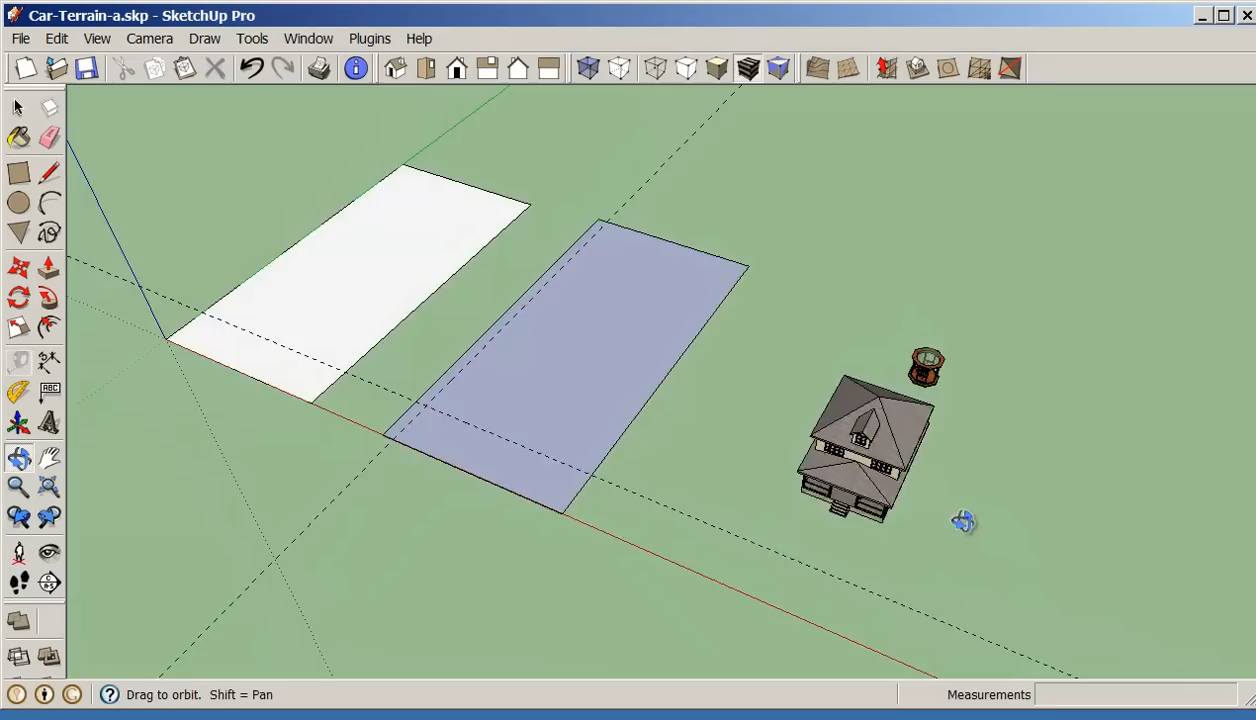 Car-Terrain-a.skp - SketchUp Pro
File Edit View Camera Draw Tools Window Plugins Help
ABC
Drag to orbit. Shift = Pan
Measurements